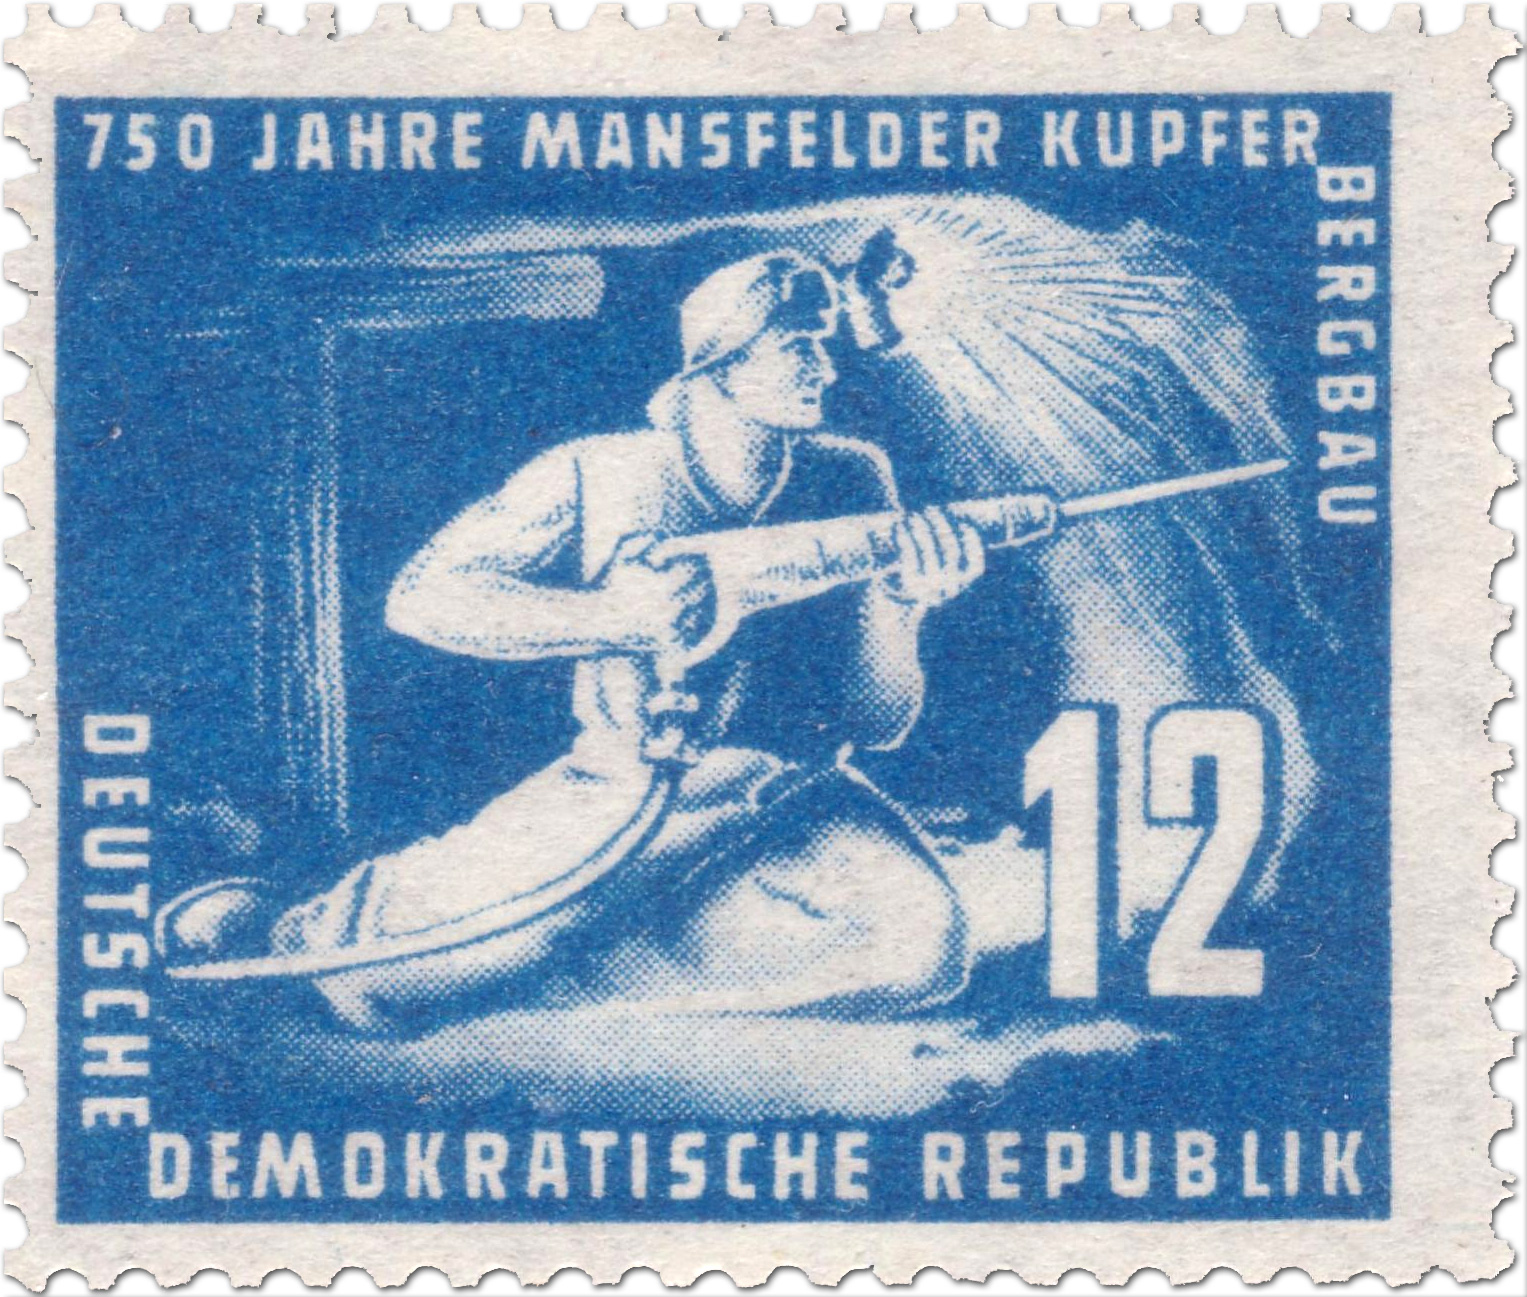 750 JAHRE MANSFELDER KUPFER
BERGBAU
12
DEUTSCHE
DEMOKRATISCHE REPUBLIK